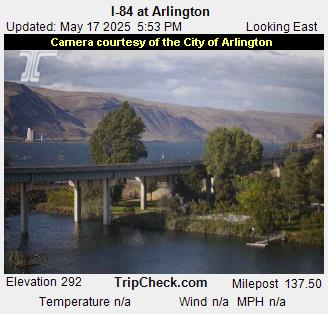 I-84 at Arlington
Updated: May 17 2025 5:53 PM Looking East
Camera courtesy of the City of Arlington
Elevation 292 TripCheck.com Milepost 137.50
Temperature n/a Wind n/a MPH n/a